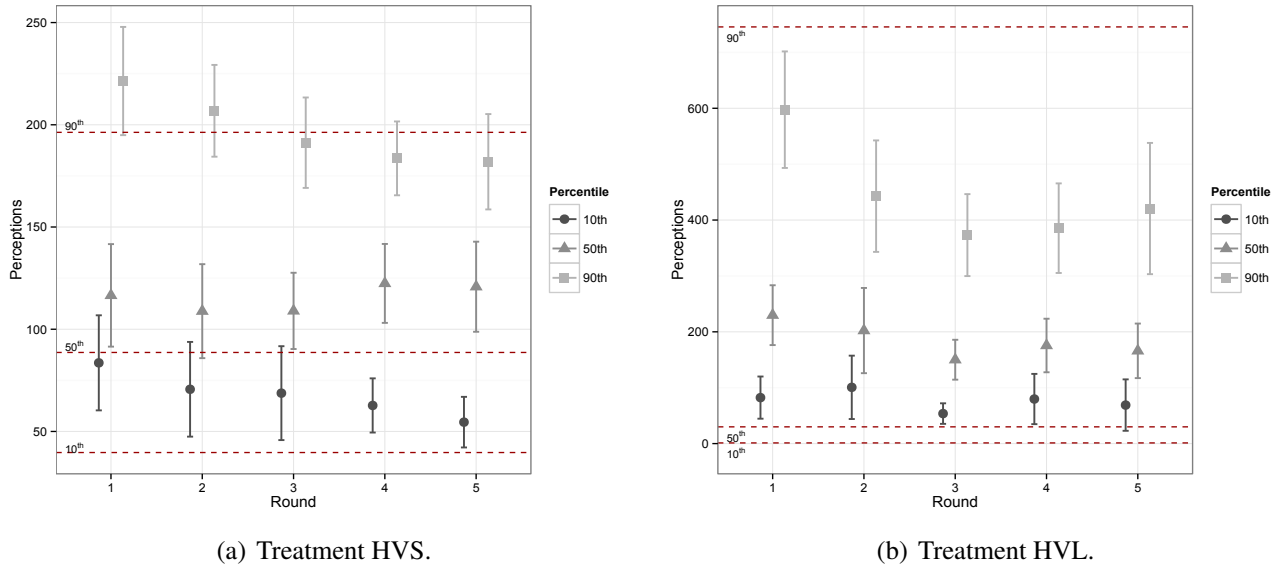 250
200
150
100
50
Perceptions
90th
50th
10th
1 2 3 4 5
Round
Percentile
10th
50th
90th
(a) Treatment HVS.
600
400
200
0
Perceptions
90th
50th
10th
1 2 3 4 5
Round
Percentile
10th
50th
90th
(b) Treatment HVL.